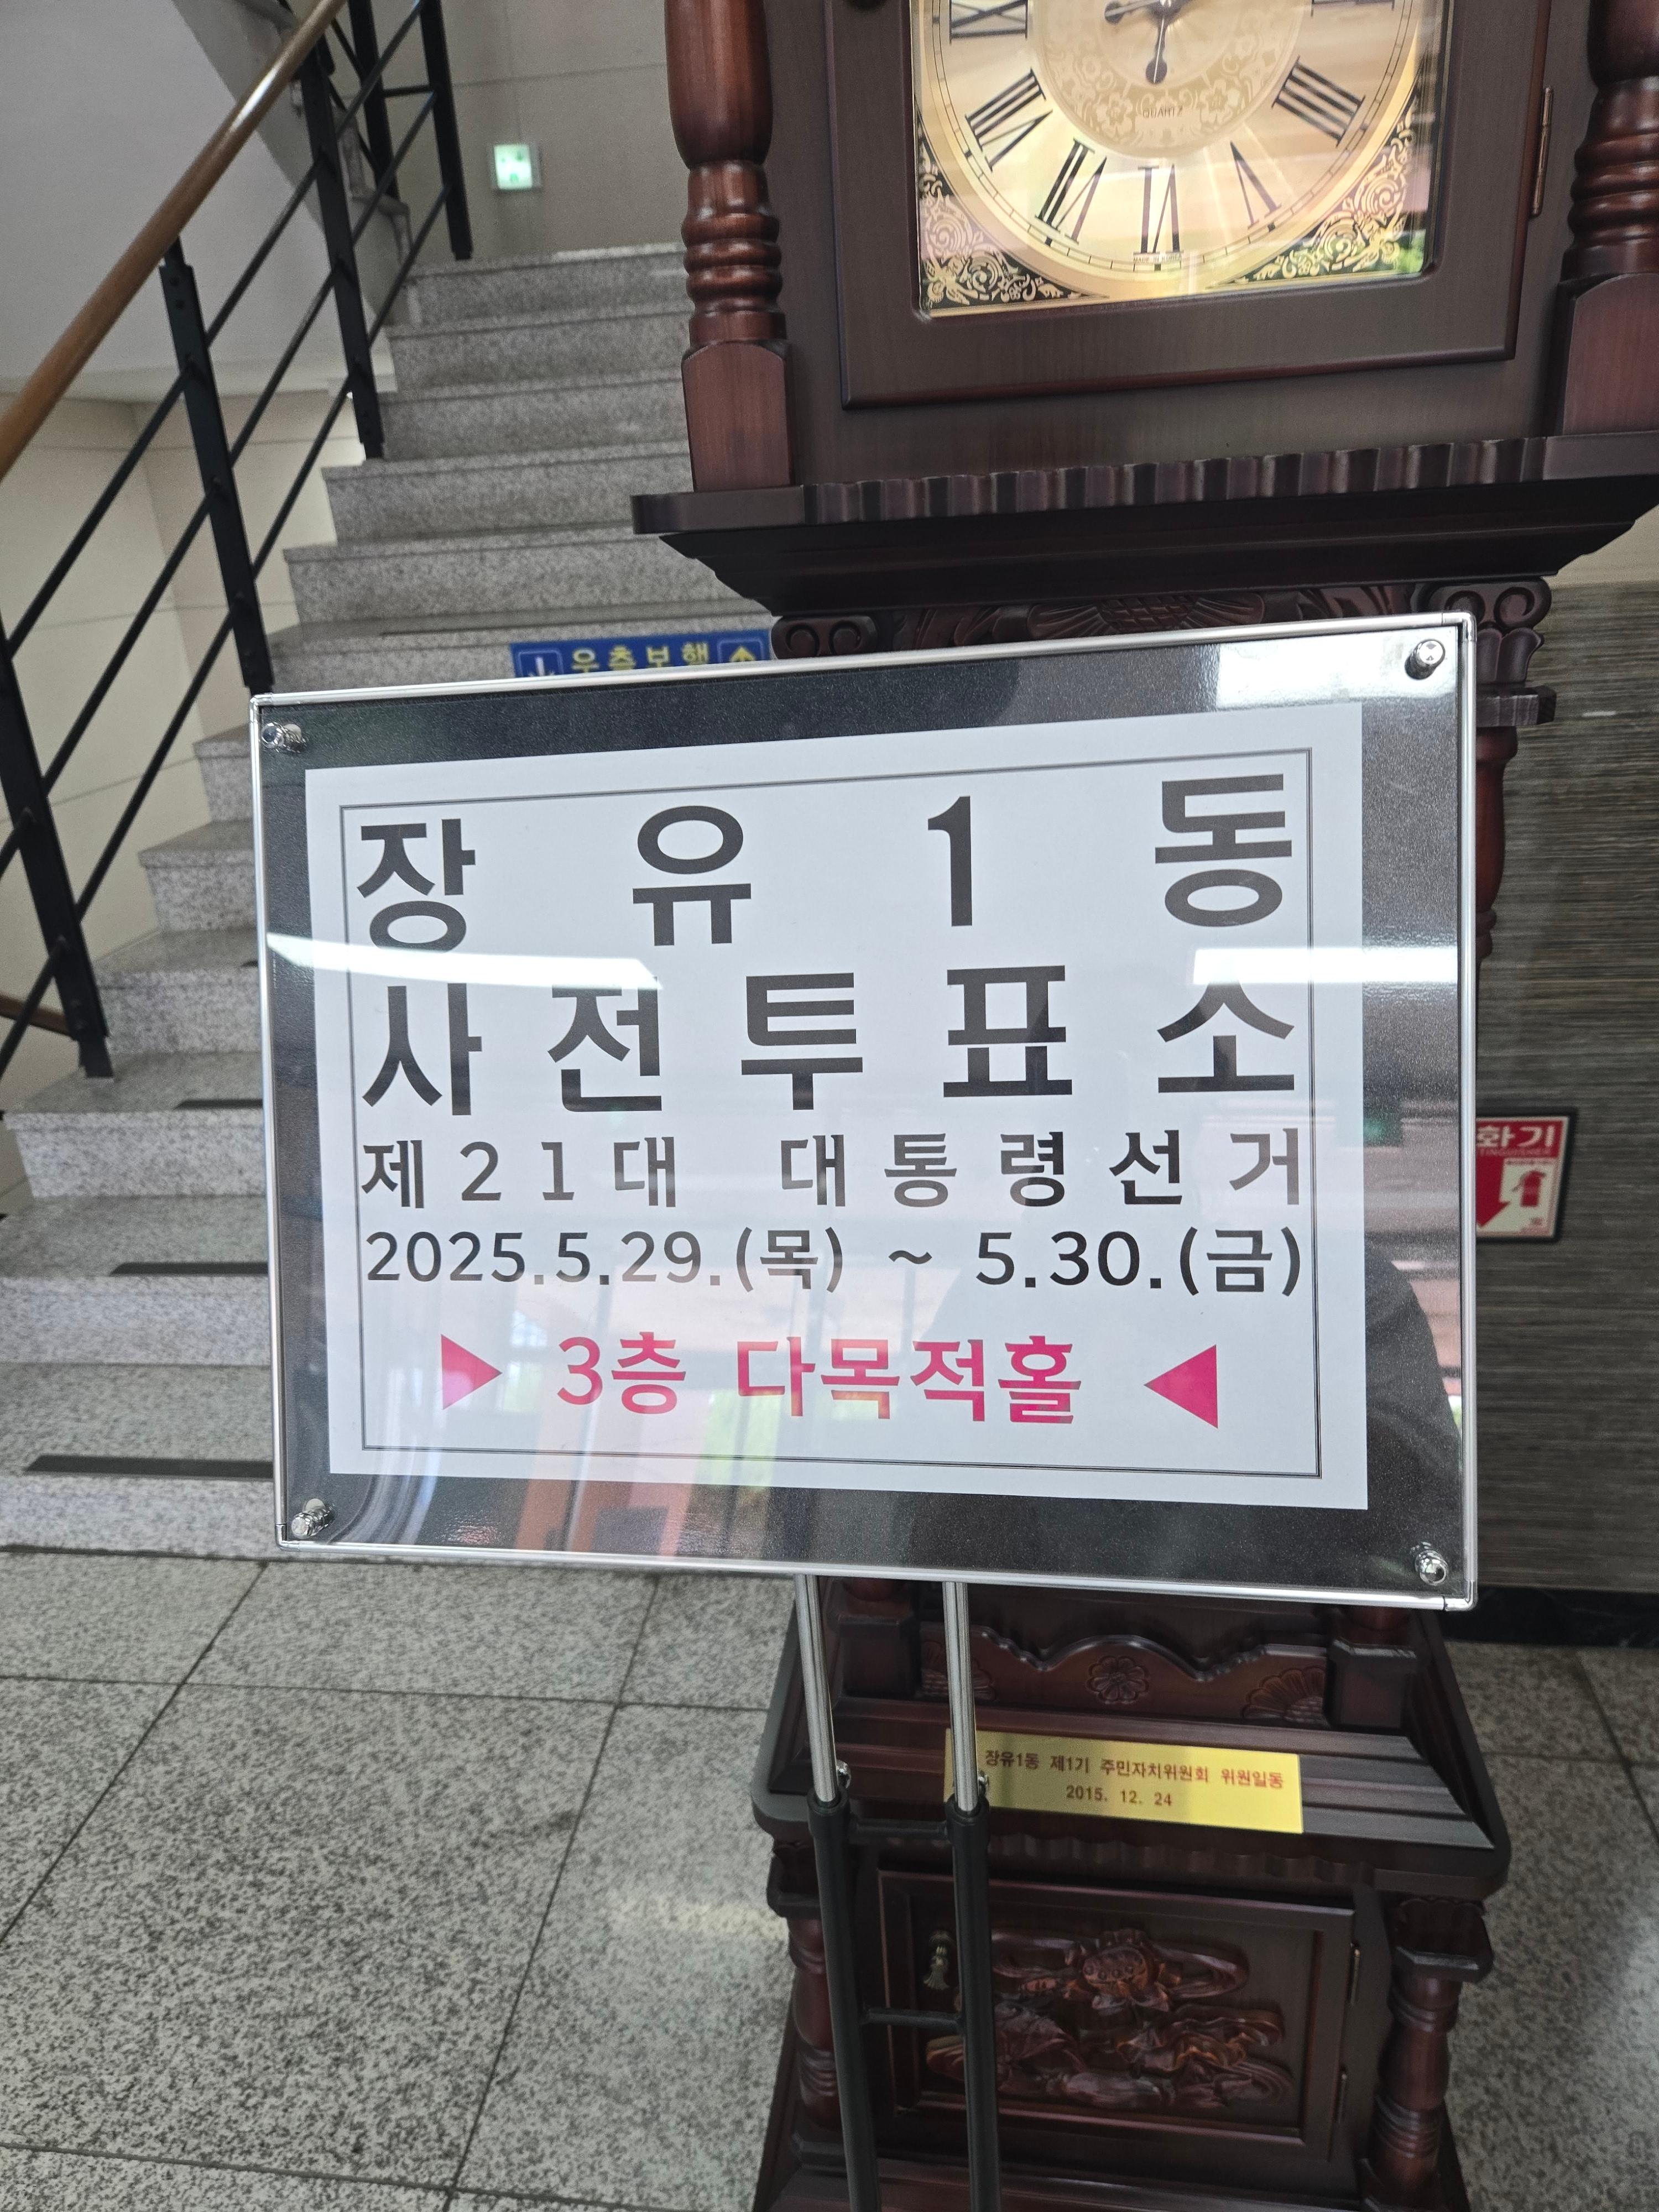 QUARTZ
우측보행
장유1동
사전투표소
제21대 대통령선거
2025.5.29.(목) ~ 5.30.(금)
▶ 3층 다목적홀 ◀
화기
장유1동 제1기 주민자치위원회 위원일동
2015. 12. 24